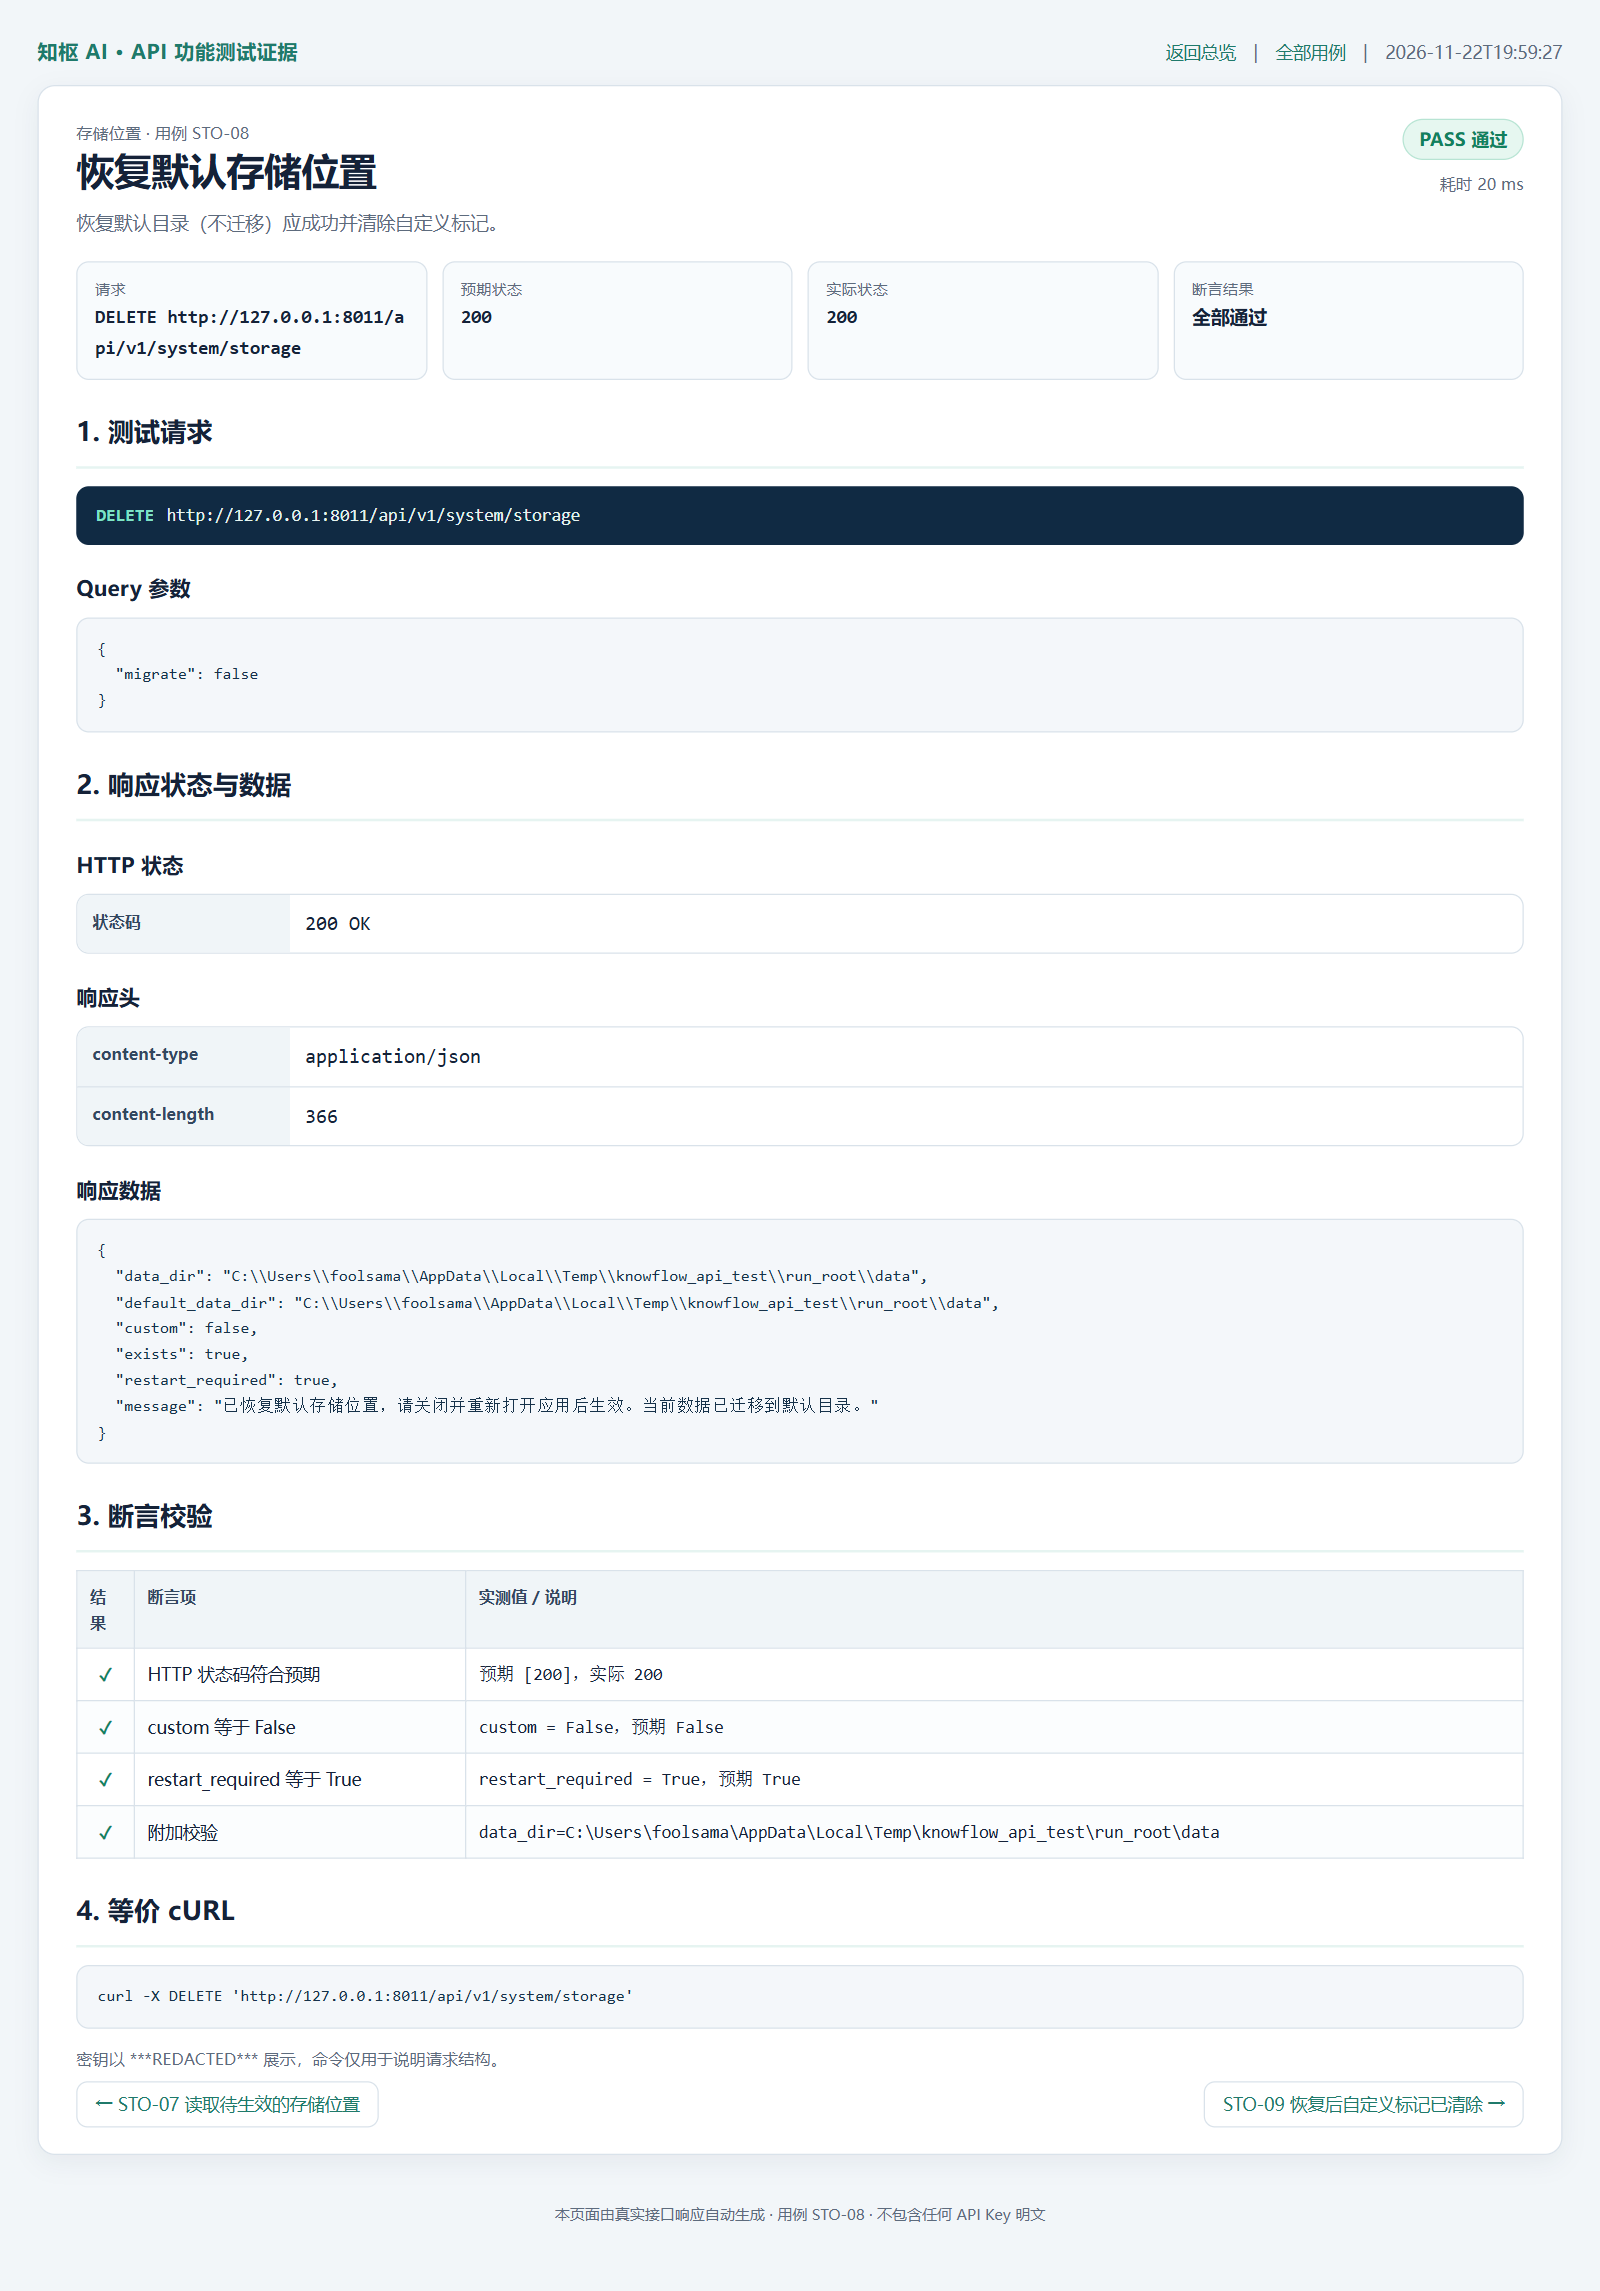 知枢 AI · API 功能测试证据
返回总览 | 全部用例 | 2026-11-22T19:59:27
存储位置 · 用例 STO-08
PASS 通过
恢复默认存储位置
耗时 20 ms
恢复默认目录（不迁移）应成功并清除自定义标记。
请求
DELETE http://127.0.0.1:8011/a
pi/v1/system/storage
预期状态
200
实际状态
200
断言结果
全部通过
1. 测试请求
DELETE http://127.0.0.1:8011/api/v1/system/storage
Query 参数
{
"migrate": false
}
2. 响应状态与数据
HTTP 状态
状态码 200 OK
响应头
content-type application/json
content-length 366
响应数据
{
"data_dir": "C:\\Users\\foolsama\\AppData\\Local\\Temp\\knowflow_api_test\\run_root\\data",
"default_data_dir": "C:\\Users\\foolsama\\AppData\\Local\\Temp\\knowflow_api_test\\run_root\\data",
"custom": false,
"exists": true,
"restart_required": true,
"message": "已恢复默认存储位置，请关闭并重新打开应用后生效。当前数据已迁移到默认目录。"
}
3. 断言校验
结果 断言项 实测值 / 说明
✓ HTTP 状态码符合预期 预期 [200]，实际 200
✓ custom 等于 False custom = False，预期 False
✓ restart_required 等于 True restart_required = True，预期 True
✓ 附加校验 data_dir=C:\Users\foolsama\AppData\Local\Temp\knowflow_api_test\run_root\data
4. 等价 cURL
curl -X DELETE 'http://127.0.0.1:8011/api/v1/system/storage'
密钥以 ***REDACTED*** 展示，命令仅用于说明请求结构。
← STO-07 读取待生效的存储位置
STO-09 恢复后自定义标记已清除 →
本页面由真实接口响应自动生成 · 用例 STO-08 · 不包含任何 API Key 明文